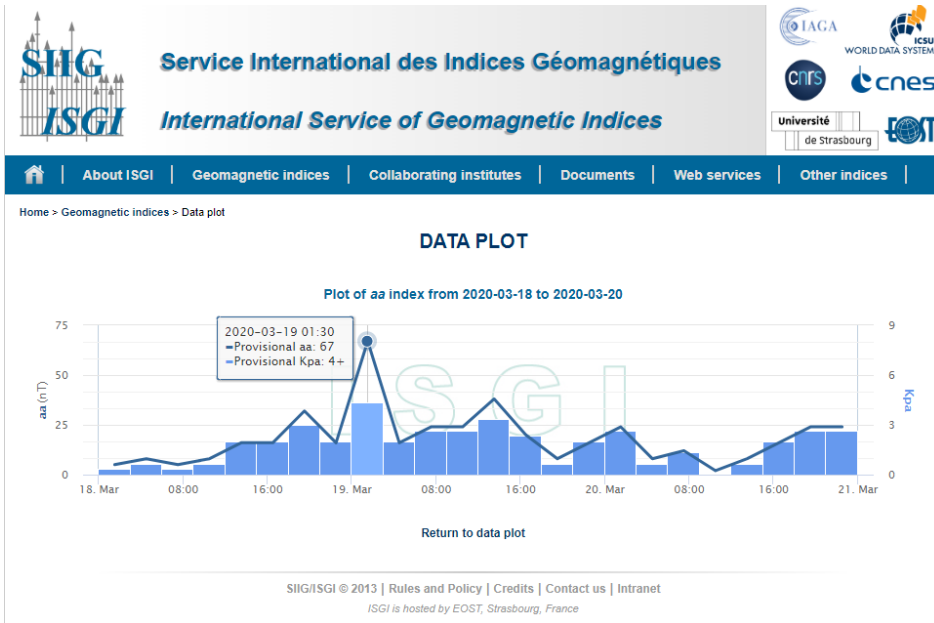 SIIG
ISGI
Service International des Indices Géomagnétiques
International Service of Geomagnetic Indices
IAGA
ICSU
WORLD DATA SYSTEM
cnrs
cnes
Université
de Strasbourg
EOST
About ISGI | Geomagnetic indices | Collaborating institutes | Documents | Web services | Other indices |
Home > Geomagnetic indices > Data plot
DATA PLOT
Plot of aa index from 2020-03-18 to 2020-03-20
75
50
25
0
aa (nT)
2020-03-19 01:30
Provisional aa: 67
Provisional Kpa: 4+
ISGI
9
6
3
0
Kpa
18. Mar 08:00 16:00 19. Mar 08:00 16:00 20. Mar 08:00 16:00 21. Mar
Return to data plot
SIIG/ISGI © 2013 | Rules and Policy | Credits | Contact us | Intranet
ISGI is hosted by EOST, Strasbourg, France